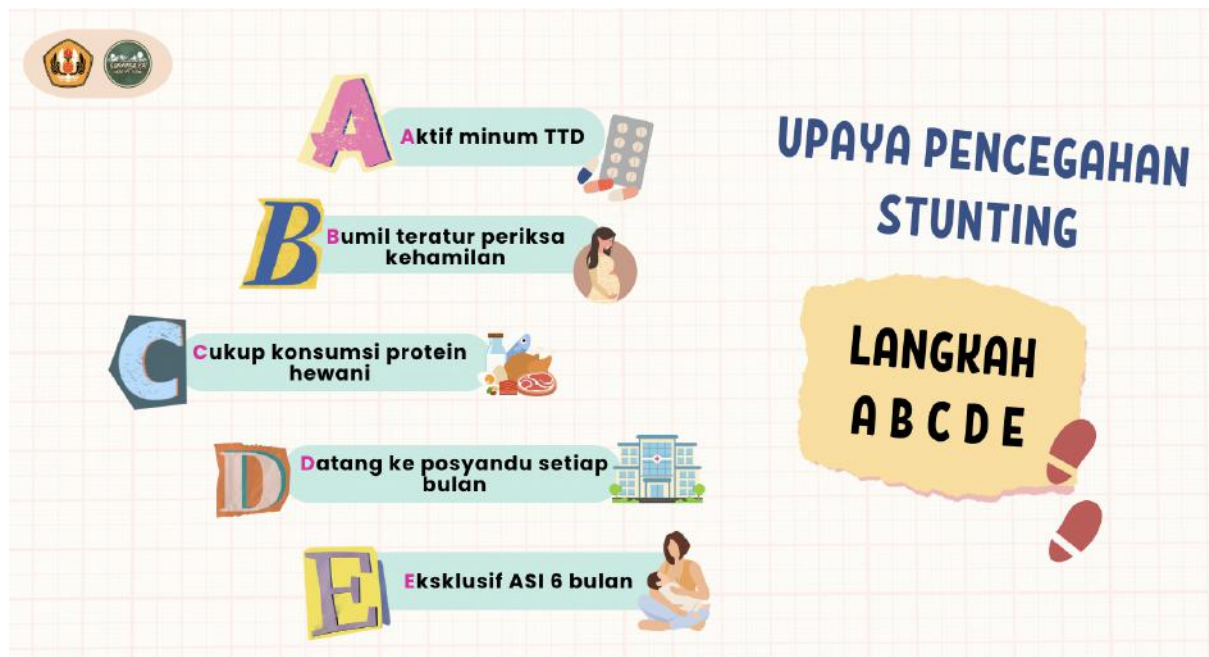 A
Aktif minum TTD
B
Bumil teratur periksa
kehamilan
C
Cukup konsumsi protein
hewani
D
Datang ke posyandu setiap
bulan
E
Eksklusif ASI 6 bulan
UPAYA PENCEGAHAN
STUNTING
LANGKAH
A B C D E